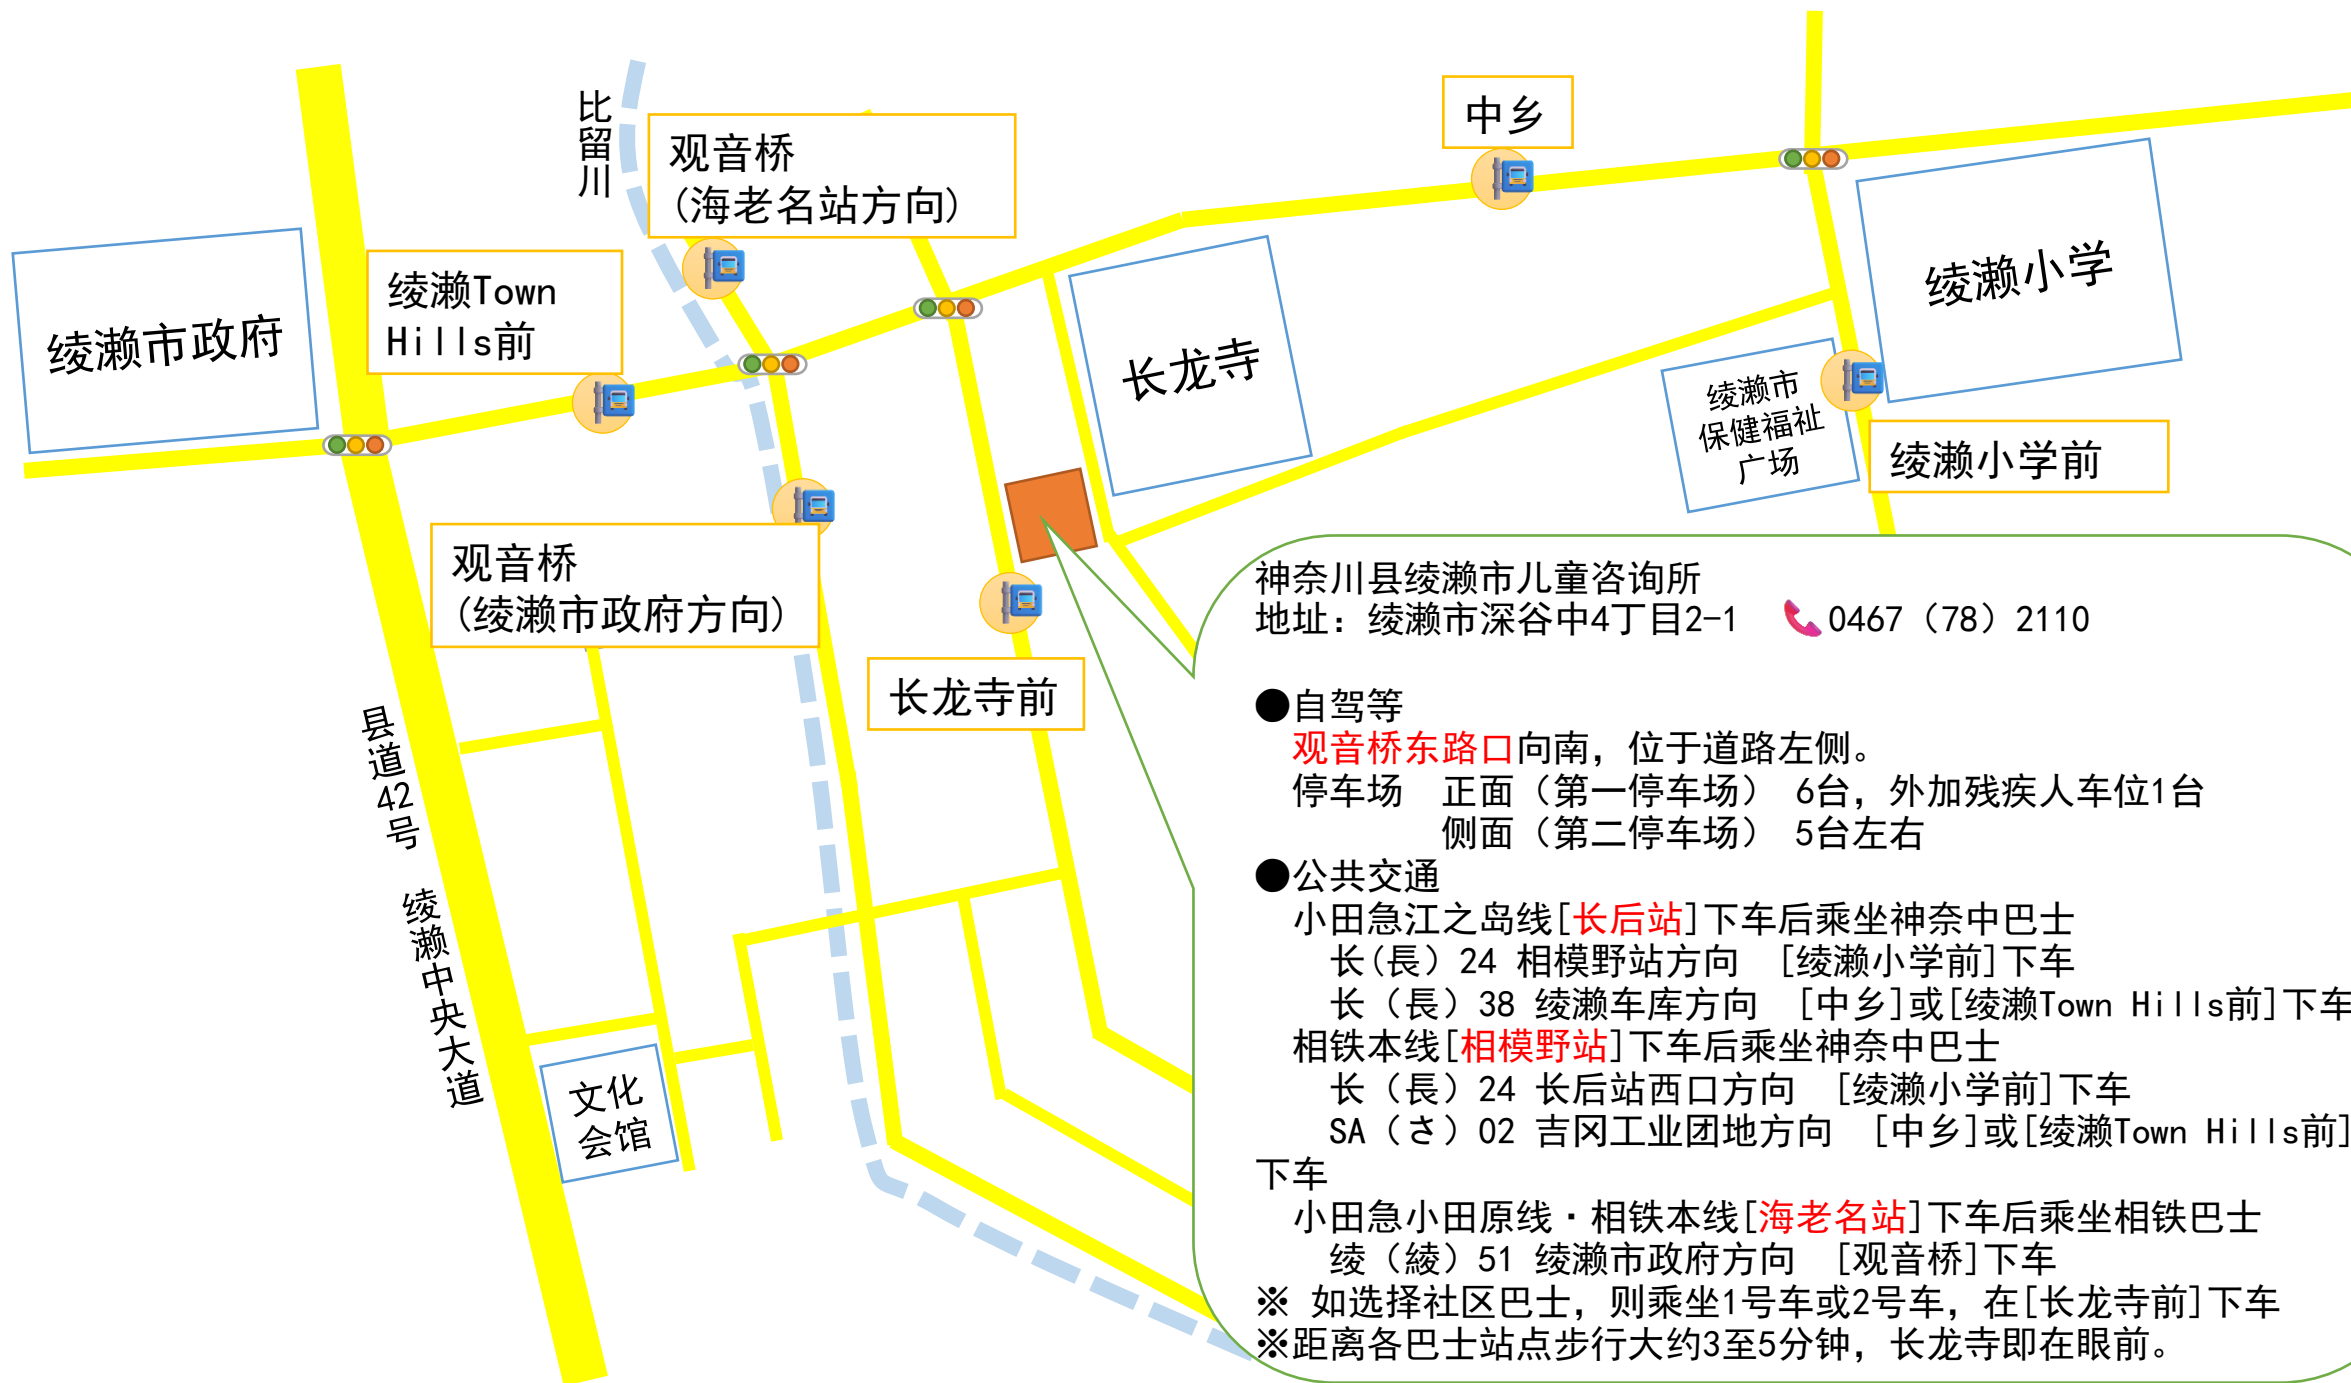 比留川
观音桥
(海老名站方向)
中乡
绫瀬小学
绫瀬市政府
绫瀬Town
Hills前
长龙寺
绫瀬市
保健福祉
广场
绫瀬小学前
观音桥
(绫瀬市政府方向)
长龙寺前
县道42号 绫瀬中央大道
文化
会馆
神奈川县绫瀬市儿童咨询所
地址：绫瀬市深谷中4丁目2-1 0467（78）2110
●自驾等
观音桥东路口向南，位于道路左侧。
停车场 正面（第一停车场） 6台，外加残疾人车位1台
侧面（第二停车场） 5台左右
●公共交通
小田急江之岛线[长后站]下车后乘坐神奈中巴士
长(長）24 相模野站方向 [绫瀬小学前]下车
长（長）38 绫瀬车库方向 [中乡]或[绫瀬Town Hills前]下车
相铁本线[相模野站]下车后乘坐神奈中巴士
长（長）24 长后站西口方向 [绫瀬小学前]下车
SA（さ）02 吉冈工业团地方向 [中乡]或[绫瀬Town Hills前]
下车
小田急小田原线・相铁本线[海老名站]下车后乘坐相铁巴士
绫（綾）51 绫瀬市政府方向 [观音桥]下车
※ 如选择社区巴士，则乘坐1号车或2号车，在[长龙寺前]下车
※距离各巴士站点步行大约3至5分钟，长龙寺即在眼前。